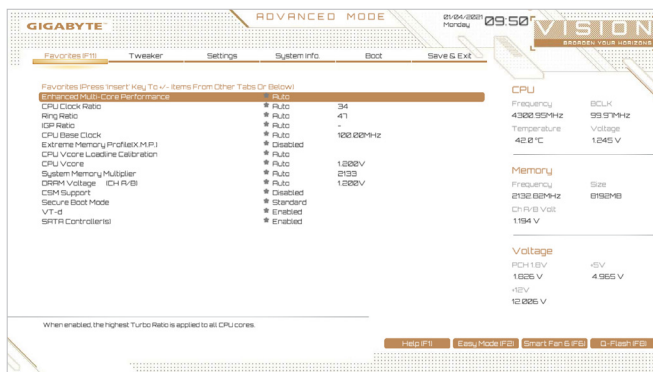 GIGABYTE™
ADVANCED MODE
01/04/2021 Monday 09:50
VISION
BROADEN YOUR HORIZONS
Favorites (F11) Tweaker Settings System Info. Boot Save & Exit
Favorites (Press 'Insert' Key To +/- Items From Other Tabs Or Below)
Enhanced Multi-Core Performance Auto
CPU Clock Ratio Auto 34
Ring Ratio Auto 47
IGP Ratio Auto -
CPU Base Clock Auto 100.00MHz
Extreme Memory Profile(X.M.P.) Disabled
CPU Vcore Loadline Calibration Auto
CPU Vcore Auto 1.200V
System Memory Multiplier Auto 2133
DRAM Voltage (CH A/B) Auto 1.200V
CSM Support Disabled
Secure Boot Mode Standard
VT-d Enabled
SATA Controller(s) Enabled
CPU
Frequency BCLK
4300.95MHz 99.97MHz
Temperature Voltage
42.0 °C 1.245 V
Memory
Frequency Size
2132.82MHz 8192MB
Ch A/B Volt
1.194 V
Voltage
PCH 1.8V +5V
1.826 V 4.965 V
+12V
12.006 V
When enabled, the highest Turbo Ratio is applied to all CPU cores.
Help (F1) Easy Mode (F2) Smart Fan 6 (F6) Q-Flash (F8)